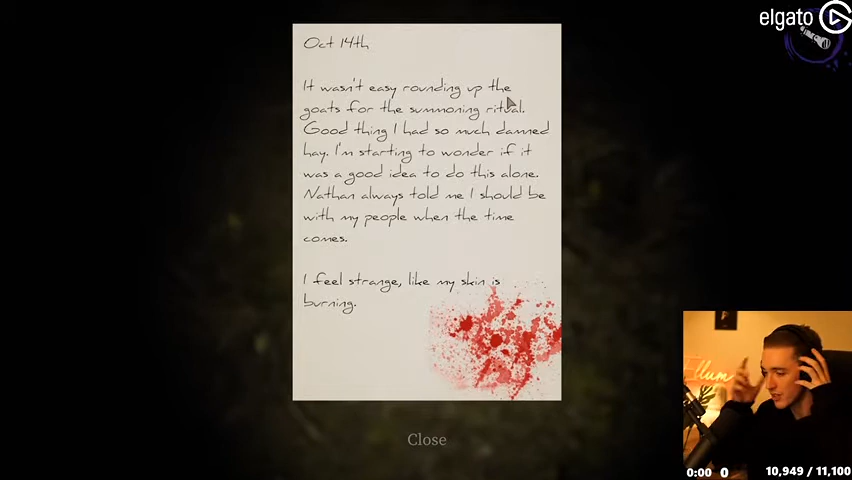 elgato
Oct 14th
It wasn't easy rounding up the
goats for the summoning ritual.
Good thing I had so much damned
hay. I'm starting to wonder if it
was a good idea to do this alone.
Nathan always told me I should be
with my people when the time
comes.
I feel strange, like my skin is
burning.
Close
0:00 0 10,949 / 11,100